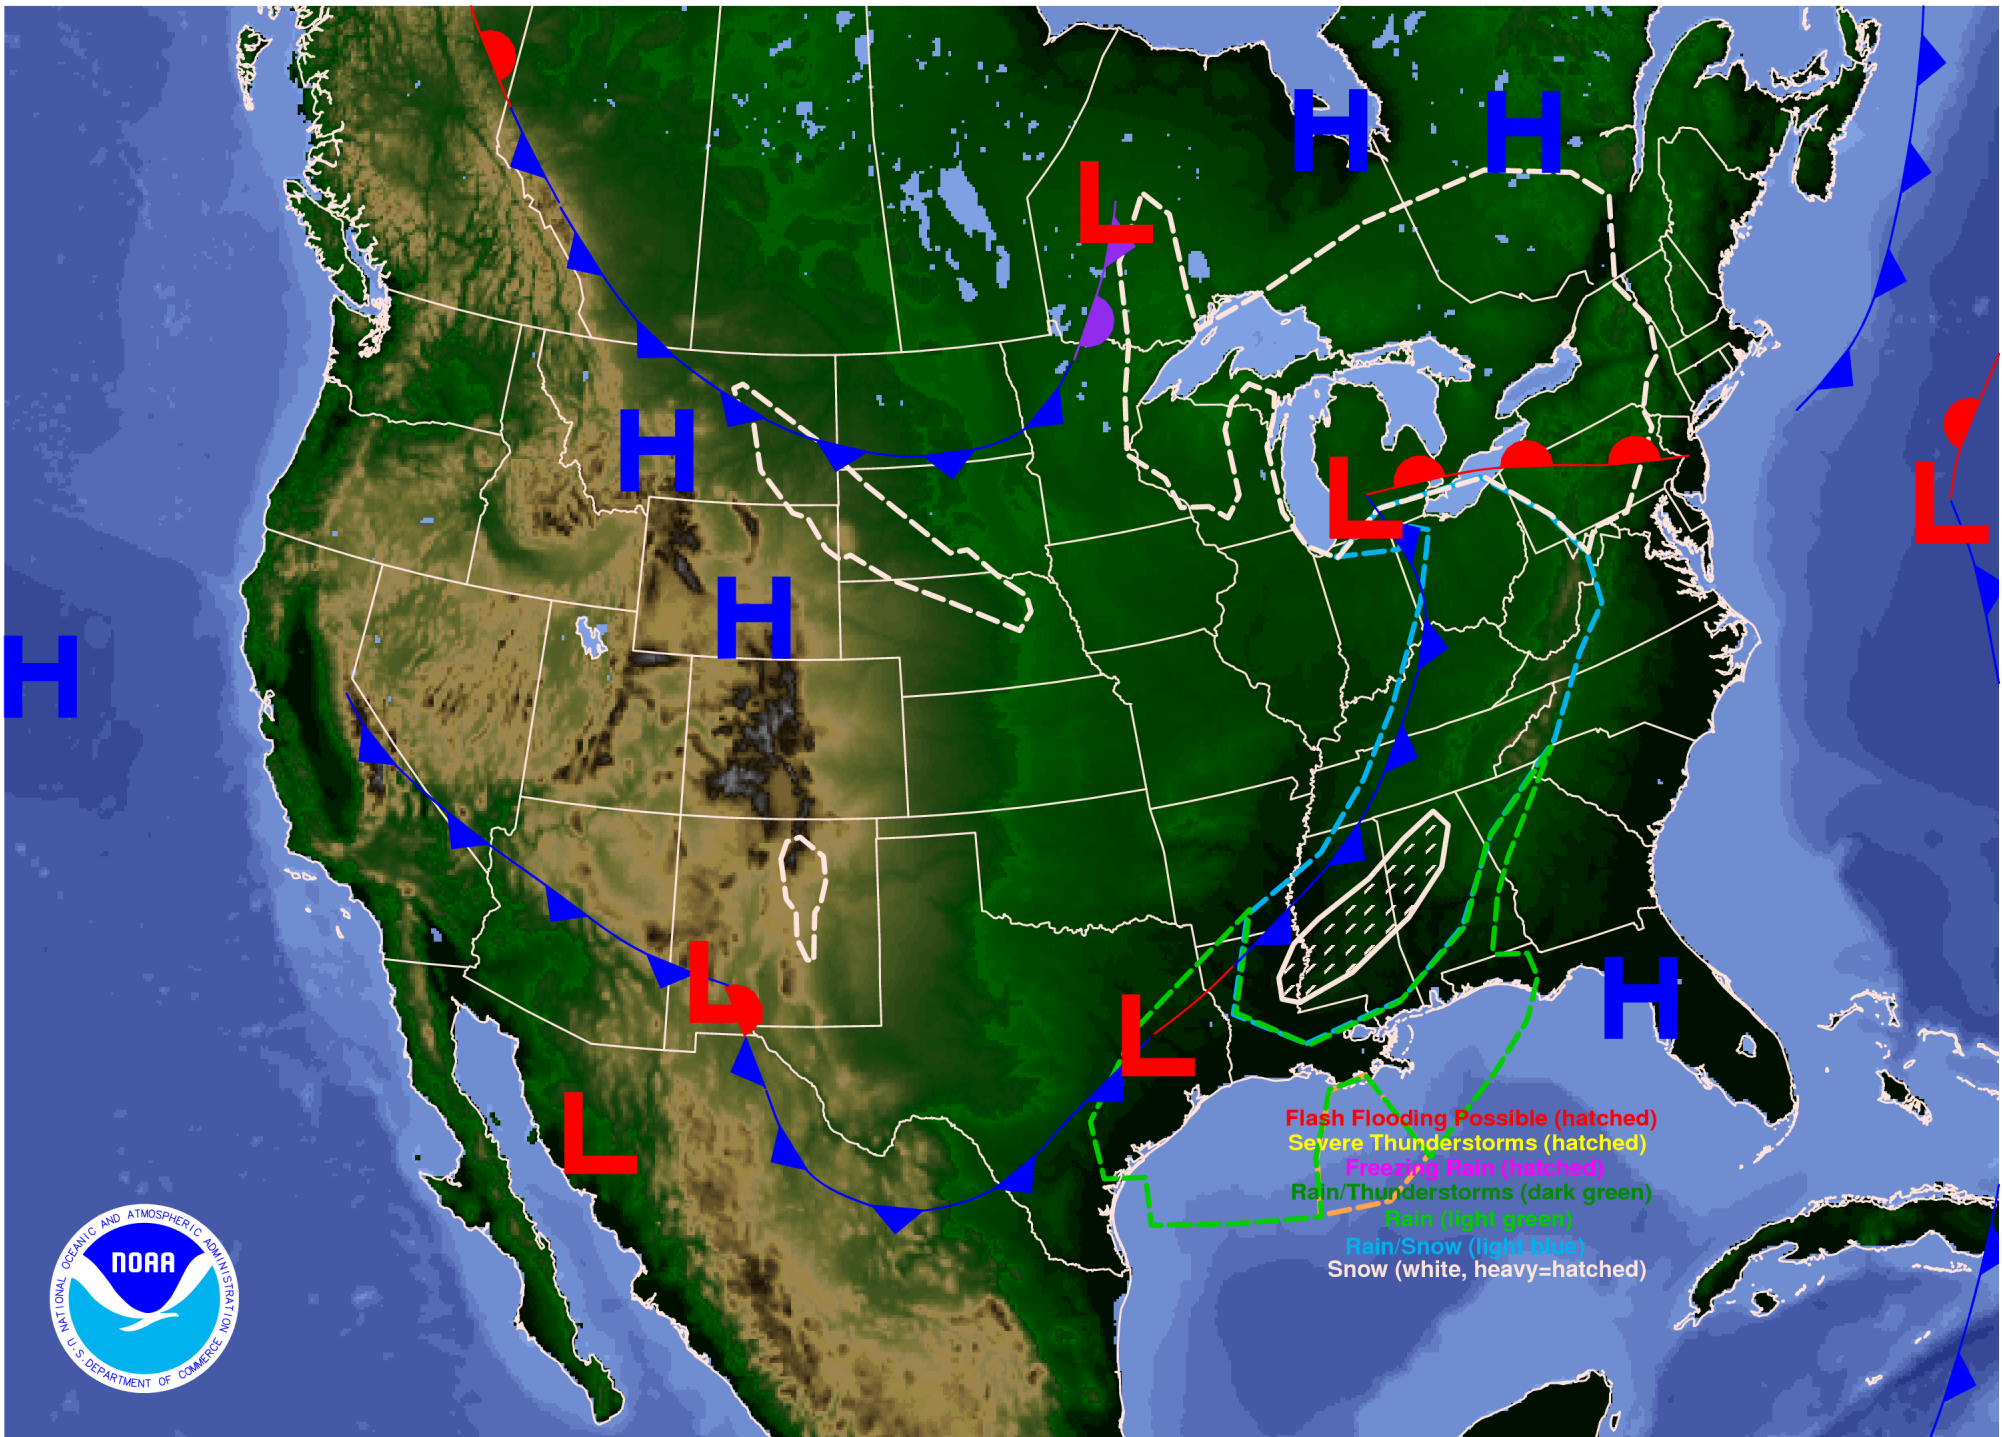 H
H
L
H
L
L
H
H
L
H
L
L
L
Flash Flooding Possible (hatched)
Severe Thunderstorms (hatched)
Freezing Rain (hatched)
Rain/Thunderstorms (dark green)
Rain (light green)
Rain/Snow (light blue)
Snow (white, heavy=hatched)
NATIONAL OCEANIC AND ATMOSPHERIC ADMINISTRATION
NOAA
U.S. DEPARTMENT OF COMMERCE